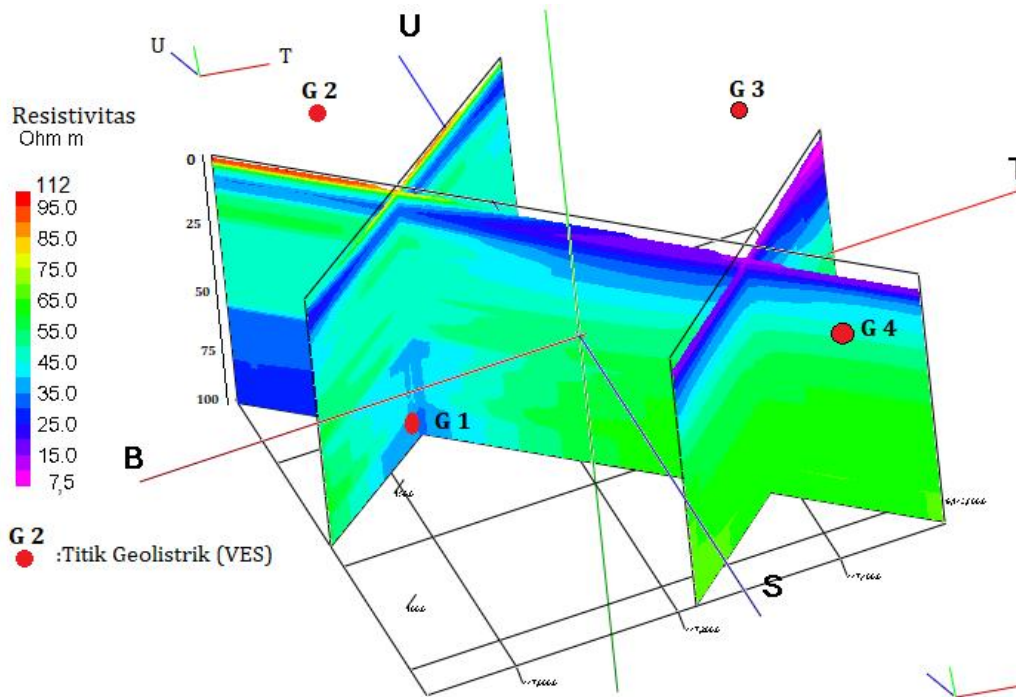 U
U
T
G 2
G 3
Resistivitas
Ohm m
0
25
50
75
100
112
95.0
85.0
75.0
65.0
55.0
45.0
35.0
25.0
15.0
7,5
T
G 4
G 1
B
G 2
:Titik Geolistrik (VES)
S